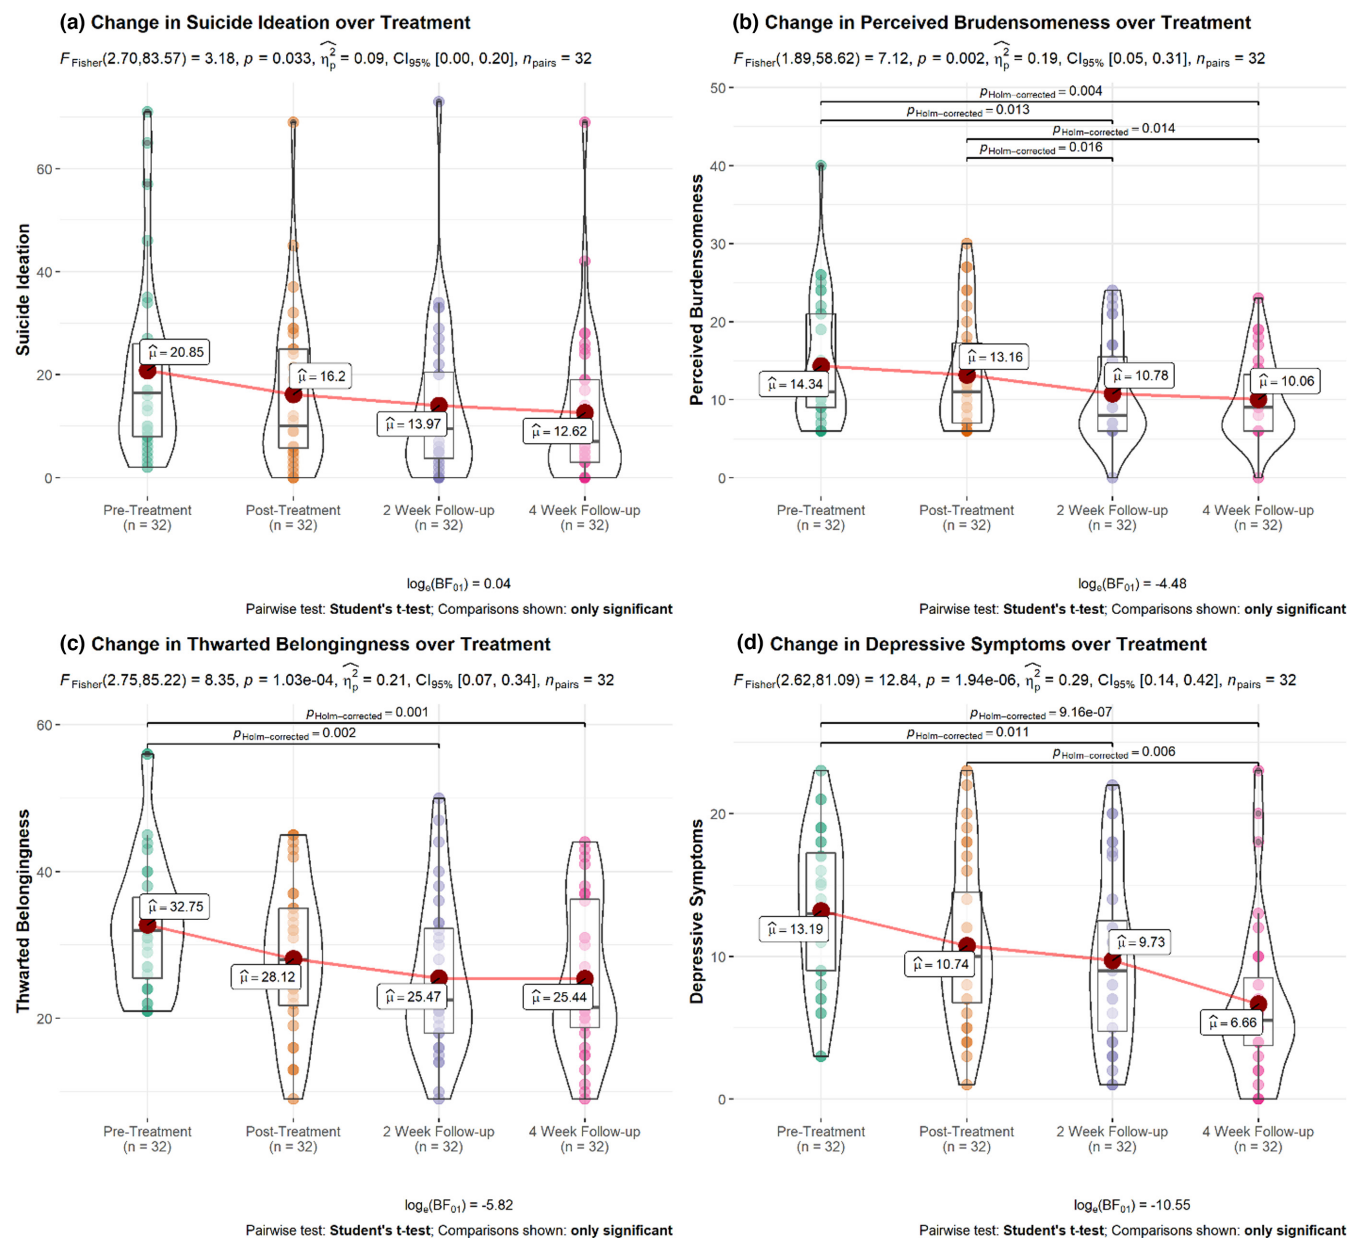 (a) Change in Suicide Ideation over Treatment
F Fisher(2.70,83.57) = 3.18, p = 0.033, η̂²p = 0.09, CI95% [0.00, 0.20], npairs = 32
Suicide Ideation
60
40
20
0
μ̂ = 20.85
μ̂ = 16.2
μ̂ = 13.97
μ̂ = 12.62
Pre-Treatment Post-Treatment 2 Week Follow-up 4 Week Follow-up
(n = 32) (n = 32) (n = 32) (n = 32)
loge(BF01) = 0.04
Pairwise test: Student's t-test; Comparisons shown: only significant
(b) Change in Perceived Brudensomeness over Treatment
F Fisher(1.89,58.62) = 7.12, p = 0.002, η̂²p = 0.19, CI95% [0.05, 0.31], npairs = 32
Perceived Burdensomeness
50
40
30
20
10
0
pHolm−corrected = 0.004
pHolm−corrected = 0.013
pHolm−corrected = 0.014
pHolm−corrected = 0.016
μ̂ = 14.34
μ̂ = 13.16
μ̂ = 10.78
μ̂ = 10.06
Pre-Treatment Post-Treatment 2 Week Follow-up 4 Week Follow-up
(n = 32) (n = 32) (n = 32) (n = 32)
loge(BF01) = -4.48
Pairwise test: Student's t-test; Comparisons shown: only significant
(c) Change in Thwarted Belongingness over Treatment
F Fisher(2.75,85.22) = 8.35, p = 1.03e-04, η̂²p = 0.21, CI95% [0.07, 0.34], npairs = 32
Thwarted Belongingness
60
40
20
pHolm−corrected = 0.001
pHolm−corrected = 0.002
μ̂ = 32.75
μ̂ = 28.12
μ̂ = 25.47
μ̂ = 25.44
Pre-Treatment Post-Treatment 2 Week Follow-up 4 Week Follow-up
(n = 32) (n = 32) (n = 32) (n = 32)
loge(BF01) = -5.82
Pairwise test: Student's t-test; Comparisons shown: only significant
(d) Change in Depressive Symptoms over Treatment
F Fisher(2.62,81.09) = 12.84, p = 1.94e-06, η̂²p = 0.29, CI95% [0.14, 0.42], npairs = 32
Depressive Symptoms
20
10
0
pHolm−corrected = 9.16e-07
pHolm−corrected = 0.011
pHolm−corrected = 0.006
μ̂ = 13.19
μ̂ = 10.74
μ̂ = 9.73
μ̂ = 6.66
Pre-Treatment Post-Treatment 2 Week Follow-up 4 Week Follow-up
(n = 32) (n = 32) (n = 32) (n = 32)
loge(BF01) = -10.55
Pairwise test: Student's t-test; Comparisons shown: only significant